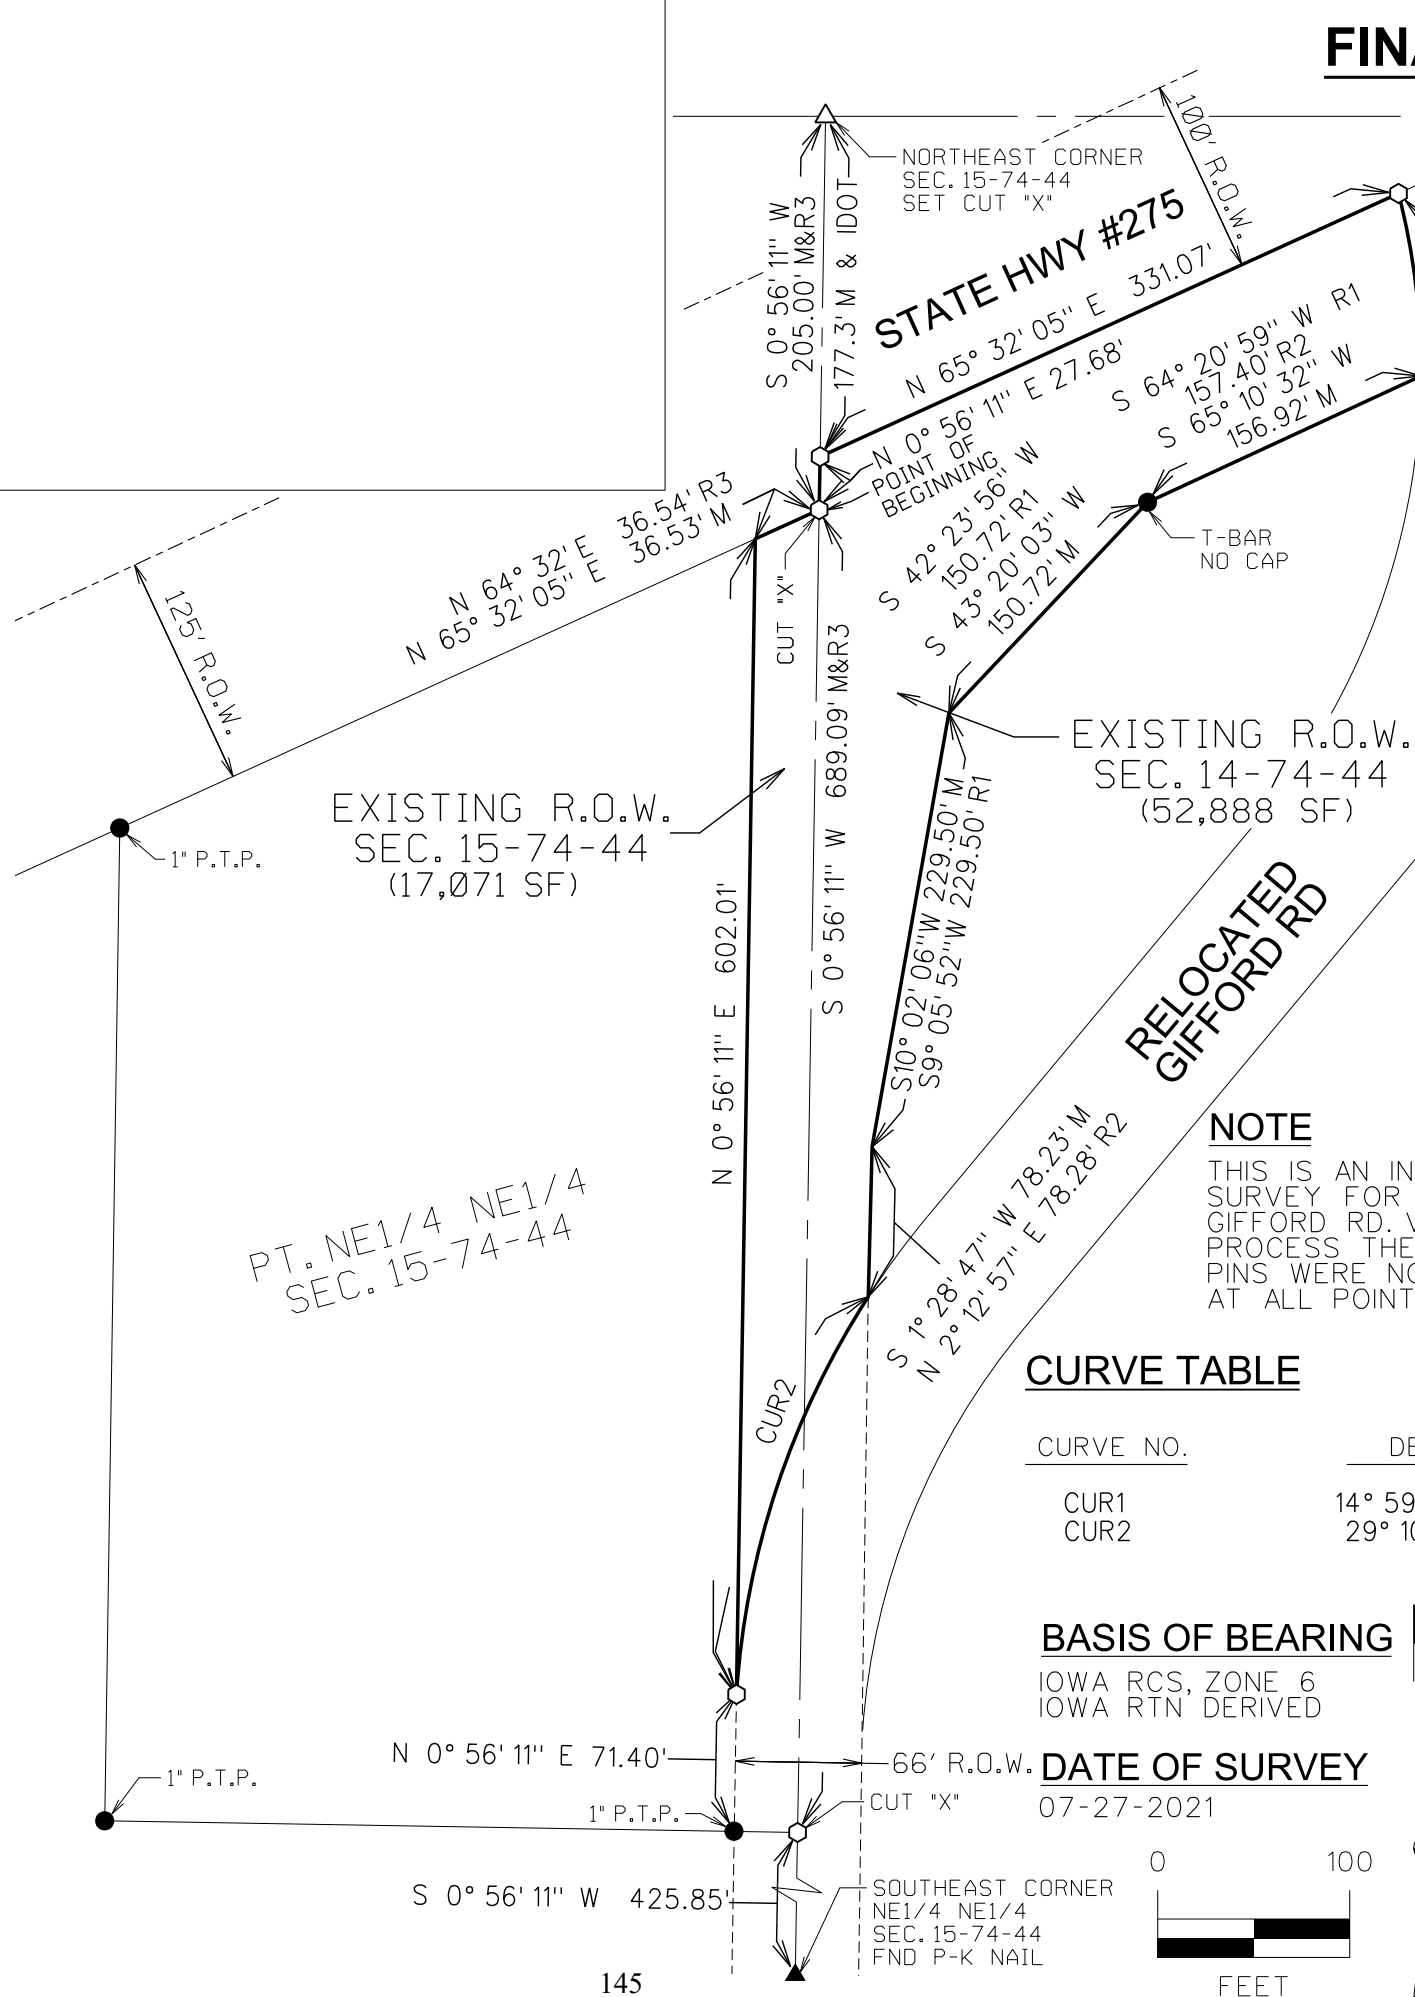 FINA
NORTHEAST CORNER
SEC. 15-74-44
SET CUT "X"
100' R.O.W.
S 0° 56' 11" W
205.00' M&R3
177.3' M & IDOT
STATE HWY #275
N 65° 32' 05" E 331.07'
N 0° 56' 11" E 27.68'
POINT OF
BEGINNING
S 64° 20' 59" W R1
157.40' R2
S 65° 10' 32" W
156.92' M
N 64° 32' E 36.54' R3
N 65° 32' 05" E 36.53' M
CUT "X"
S 42° 23' 56" W
150.72' R1
S 43° 20' 03" W
150.72' M
T-BAR
NO CAP
125' R.O.W.
S 0° 56' 11" W 689.09' M&R3
EXISTING R.O.W.
SEC. 14-74-44
(52,888 SF)
EXISTING R.O.W.
SEC. 15-74-44
(17,071 SF)
1" P.T.P.
N 0° 56' 11" E 602.01'
S10° 02' 06"W 229.50' M
S9° 05' 52"W 229.50' R1
RELOCATED
GIFFORD RD
S 1° 28' 47" W 78.23' M
N 2° 12' 57" E 78.28' R2
PT. NE1/4 NE1/4
SEC. 15-74-44
NOTE
THIS IS AN IN
SURVEY FOR
GIFFORD RD. V
PROCESS THE
PINS WERE NO
AT ALL POINT
CURVE TABLE
CURVE NO. DE
CUR1 14° 59
CUR2 29° 10
CUR2
BASIS OF BEARING
IOWA RCS, ZONE 6
IOWA RTN DERIVED
N 0° 56' 11" E 71.40'
66' R.O.W.
DATE OF SURVEY
07-27-2021
1" P.T.P.
1" P.T.P.
CUT "X"
S 0° 56' 11" W 425.85'
SOUTHEAST CORNER
NE1/4 NE1/4
SEC. 15-74-44
FND P-K NAIL
0 100
FEET
145